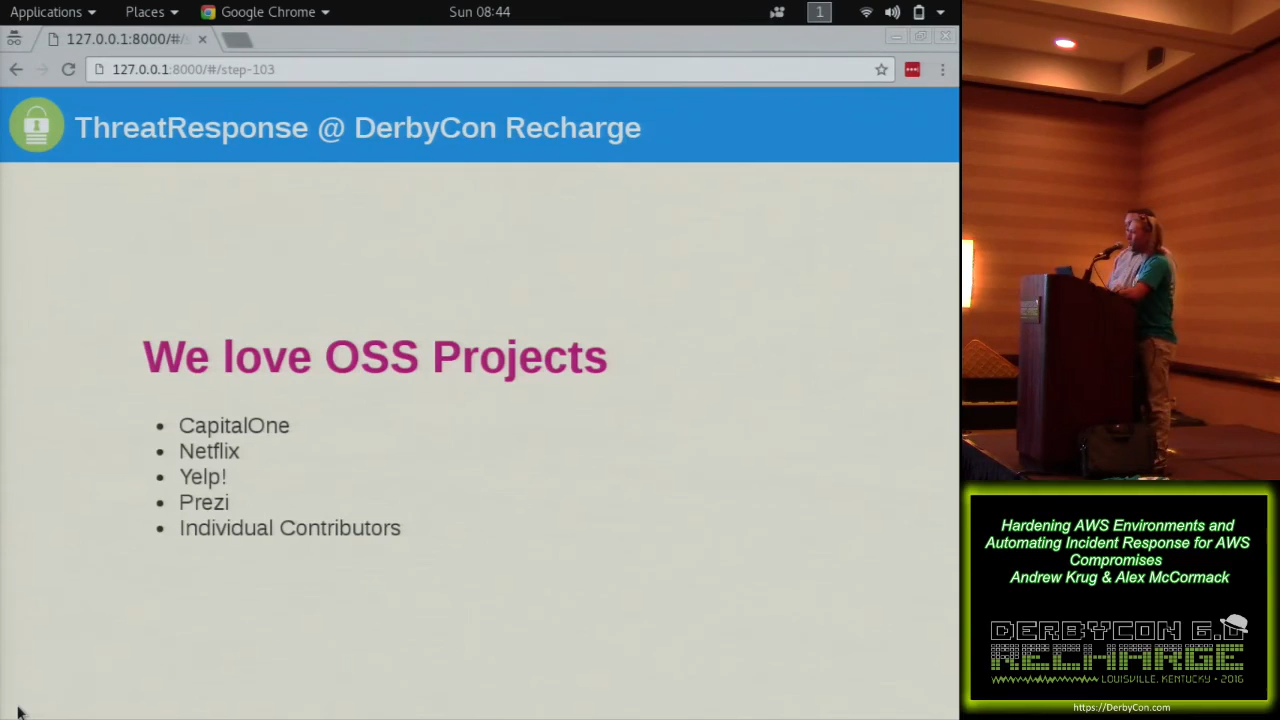 Applications
Places
Google Chrome
Sun 08:44
1
127.0.0.1:8000/#/
127.0.0.1:8000/#/step-103
ThreatResponse @ DerbyCon Recharge
We love OSS Projects
• CapitalOne
• Netflix
• Yelp!
• Prezi
• Individual Contributors
Hardening AWS Environments and
Automating Incident Response for AWS
Compromises
Andrew Krug & Alex McCormack
DERBYCON 6.0
RECHARGE
LOUISVILLE, KENTUCKY • 2016
https://DerbyCon.com